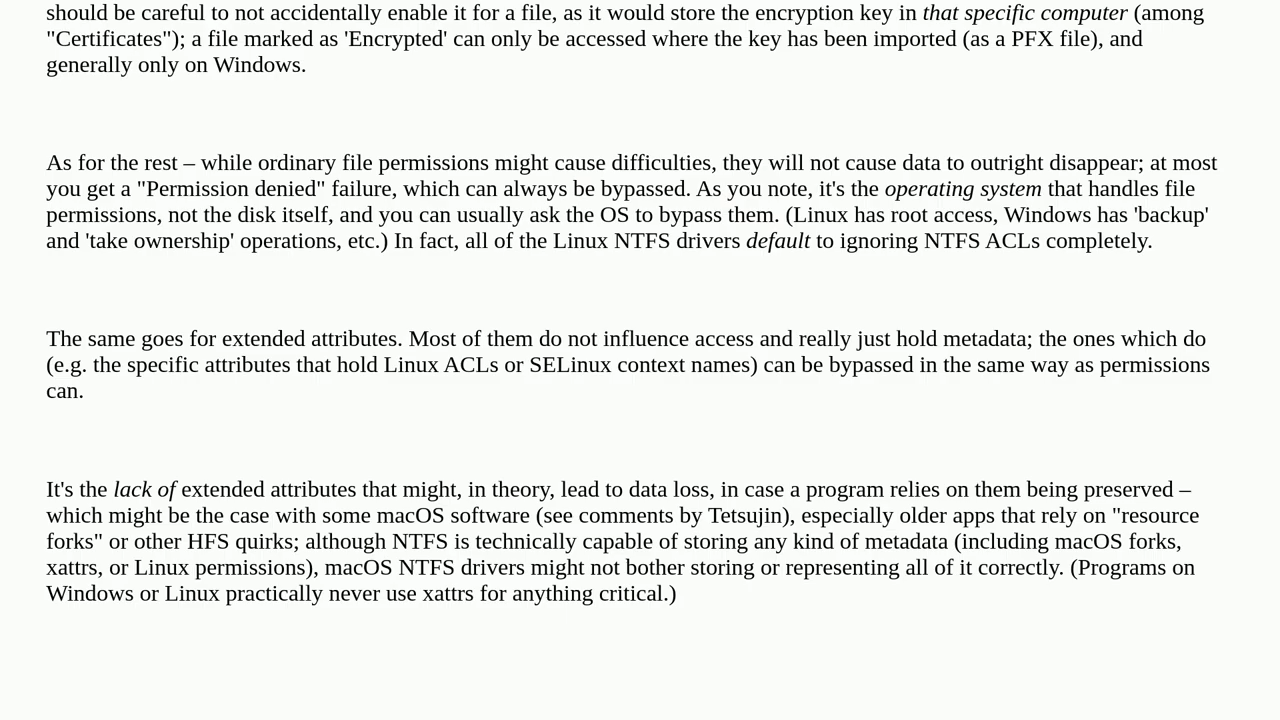 should be careful to not accidentally enable it for a file, as it would store the encryption key in that specific computer (among
"Certificates"); a file marked as 'Encrypted' can only be accessed where the key has been imported (as a PFX file), and
generally only on Windows.
As for the rest – while ordinary file permissions might cause difficulties, they will not cause data to outright disappear; at most
you get a "Permission denied" failure, which can always be bypassed. As you note, it's the operating system that handles file
permissions, not the disk itself, and you can usually ask the OS to bypass them. (Linux has root access, Windows has 'backup'
and 'take ownership' operations, etc.) In fact, all of the Linux NTFS drivers default to ignoring NTFS ACLs completely.
The same goes for extended attributes. Most of them do not influence access and really just hold metadata; the ones which do
(e.g. the specific attributes that hold Linux ACLs or SELinux context names) can be bypassed in the same way as permissions
can.
It's the lack of extended attributes that might, in theory, lead to data loss, in case a program relies on them being preserved –
which might be the case with some macOS software (see comments by Tetsujin), especially older apps that rely on "resource
forks" or other HFS quirks; although NTFS is technically capable of storing any kind of metadata (including macOS forks,
xattrs, or Linux permissions), macOS NTFS drivers might not bother storing or representing all of it correctly. (Programs on
Windows or Linux practically never use xattrs for anything critical.)